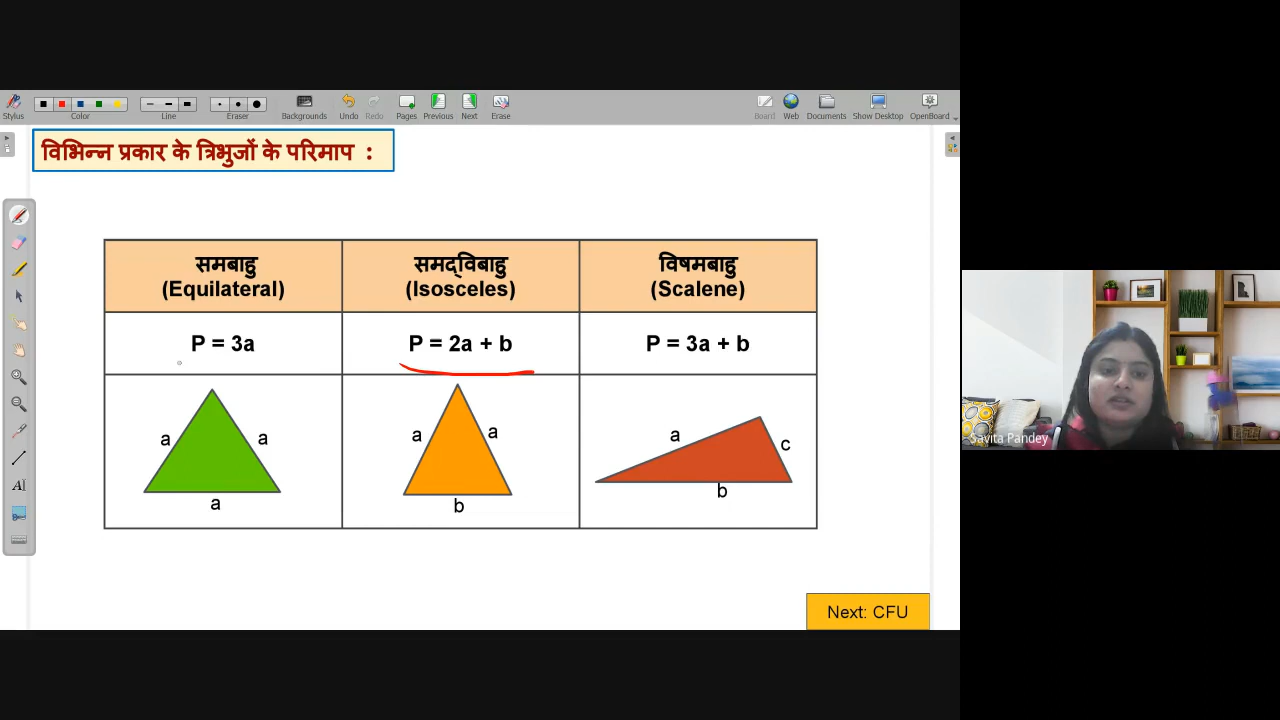 Stylus
Color
Line
Eraser
Backgrounds
Undo
Redo
Pages
Previous
Next
Erase
Board
Web
Documents
Show Desktop
OpenBoard
विभिन्न प्रकार के त्रिभुजों के परिमाप :
समबाहु
(Equilateral)
समद्विबाहु
(Isosceles)
विषमबाहु
(Scalene)
P = 3a
P = 2a + b
P = 3a + b
a
a
a
a
a
b
a
c
b
Next: CFU
Savita Pandey